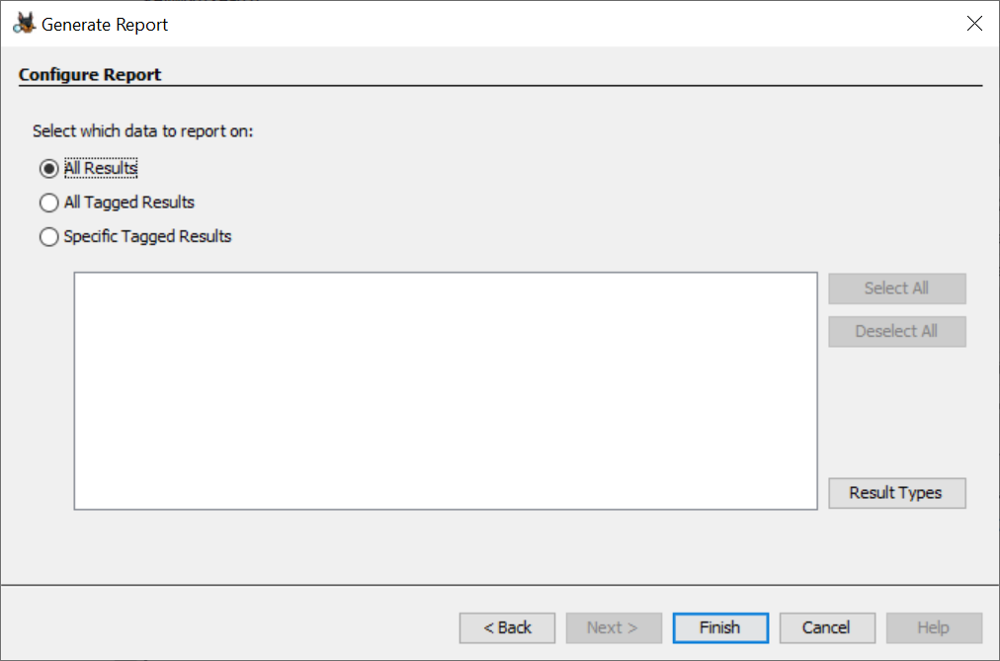 Generate Report
Configure Report
Select which data to report on:
All Results
All Tagged Results
Specific Tagged Results
Select All
Deselect All
Result Types
< Back
Next >
Finish
Cancel
Help